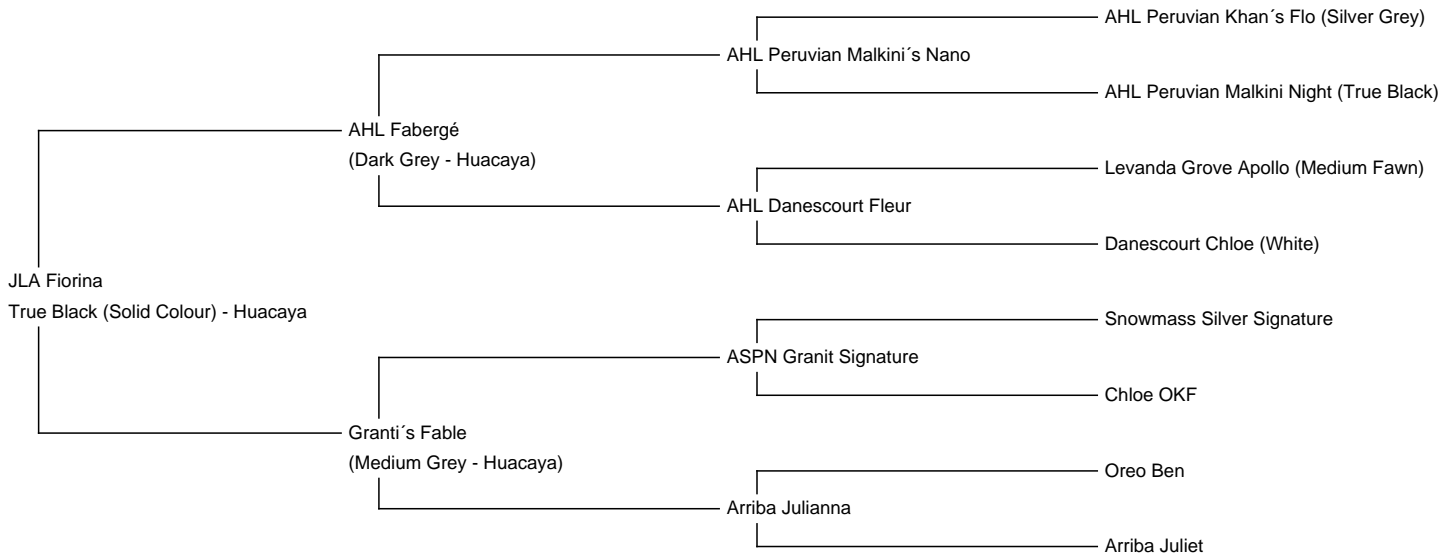 AHL Peruvian Khan´s Flo (Silver Grey)
AHL Peruvian Malkini´s Nano
AHL Peruvian Malkini Night (True Black)
AHL Fabergé
(Dark Grey - Huacaya)
Levanda Grove Apollo (Medium Fawn)
AHL Danescourt Fleur
Danescourt Chloe (White)
JLA Fiorina
True Black (Solid Colour) - Huacaya
Snowmass Silver Signature
ASPN Granit Signature
Chloe OKF
Granti´s Fable
(Medium Grey - Huacaya)
Oreo Ben
Arriba Julianna
Arriba Juliet